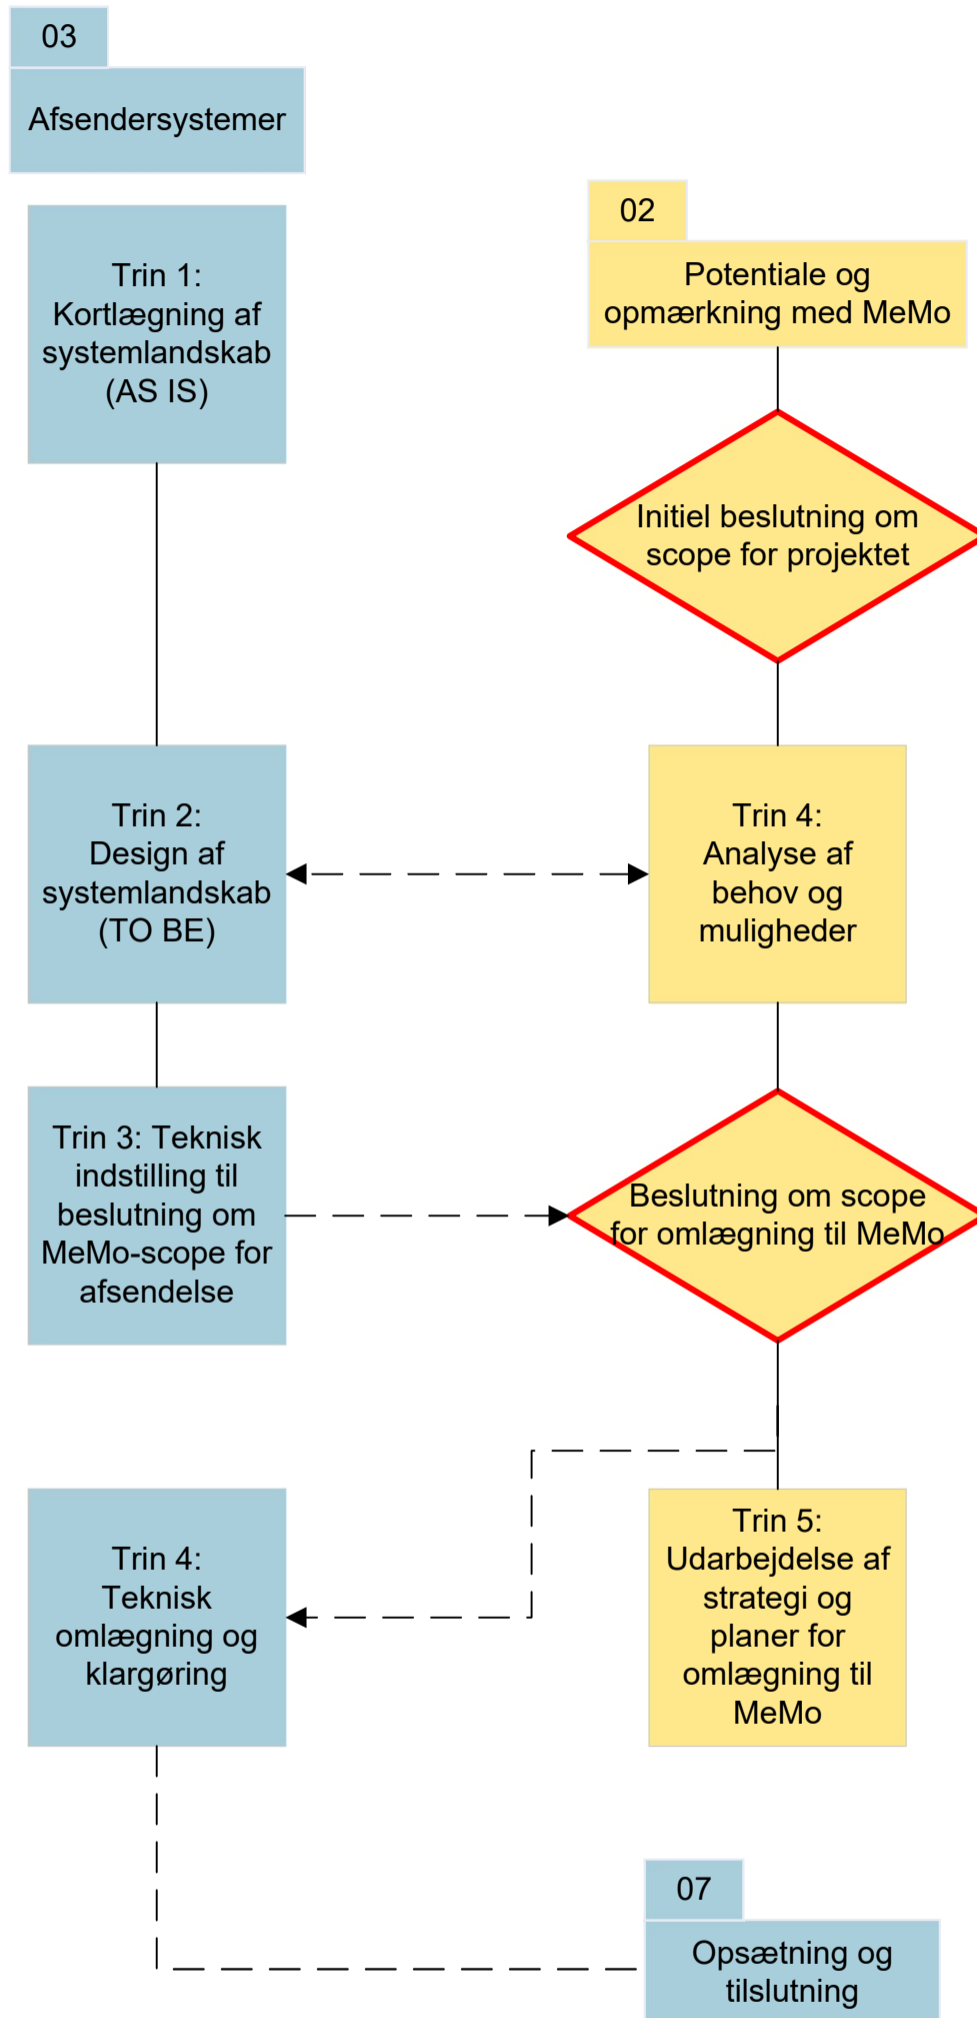 03
Afsendersystemer
Trin 1:
Kortlægning af
systemlandskab
(AS IS)
02
Potentiale og
opmærkning med MeMo
Initiel beslutning om
scope for projektet
Trin 2:
Design af
systemlandskab
(TO BE)
Trin 4:
Analyse af
behov og
muligheder
Trin 3: Teknisk
indstilling til
beslutning om
MeMo-scope for
afsendelse
Beslutning om scope
for omlægning til MeMo
Trin 4:
Teknisk
omlægning og
klargøring
Trin 5:
Udarbejdelse af
strategi og
planer for
omlægning til
MeMo
07
Opsætning og
tilslutning